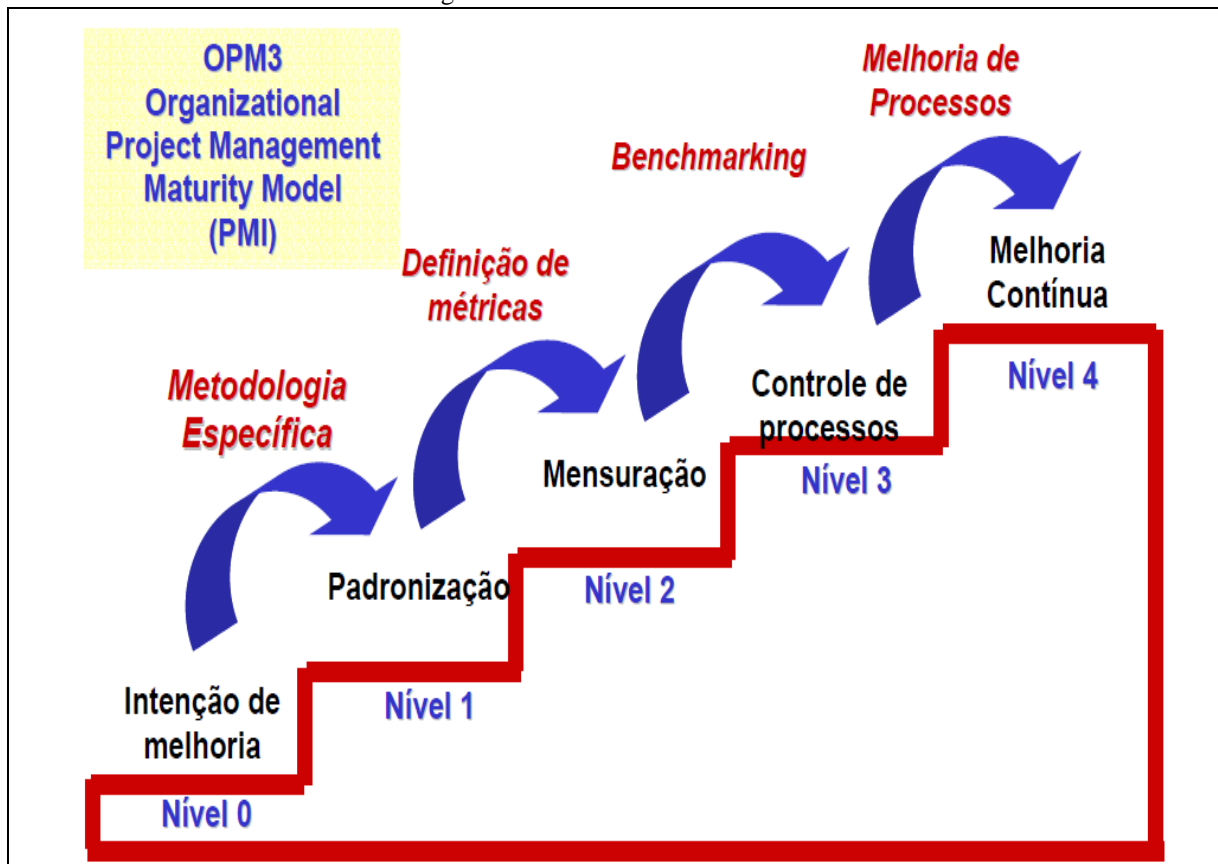 OPM3
Organizational
Project Management
Maturity Model
(PMI)
Melhoria de
Processos
Benchmarking
Definição de
métricas
Metodologia
Específica
Melhoria
Contínua
Nível 4
Controle de
processos
Nível 3
Mensuração
Nível 2
Padronização
Nível 1
Intenção de
melhoria
Nível 0